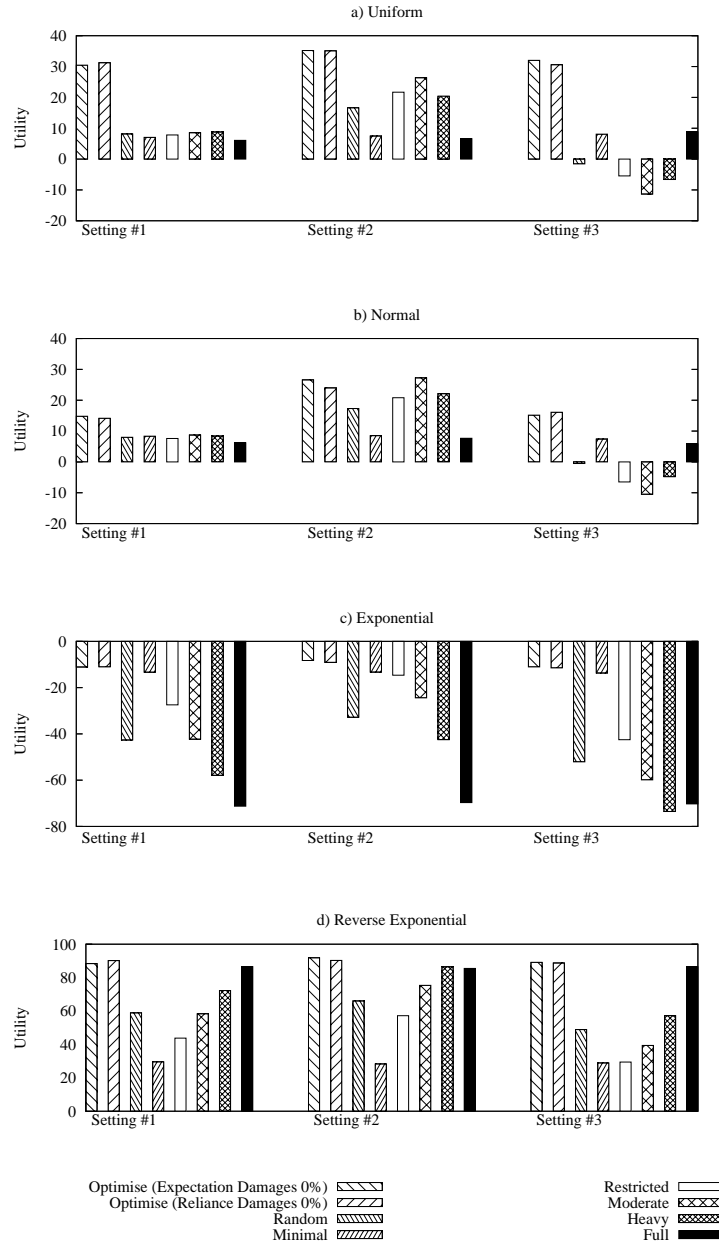 a) Uniform
40
30
20
10
0
-10
-20
Utility
Setting #1 Setting #2 Setting #3
b) Normal
40
30
20
10
0
-10
-20
Utility
Setting #1 Setting #2 Setting #3
c) Exponential
0
-20
-40
-60
-80
Utility
Setting #1 Setting #2 Setting #3
d) Reverse Exponential
100
80
60
40
20
0
Utility
Setting #1 Setting #2 Setting #3
Optimise (Expectation Damages 0%)
Optimise (Reliance Damages 0%)
Random
Minimal
Restricted
Moderate
Heavy
Full